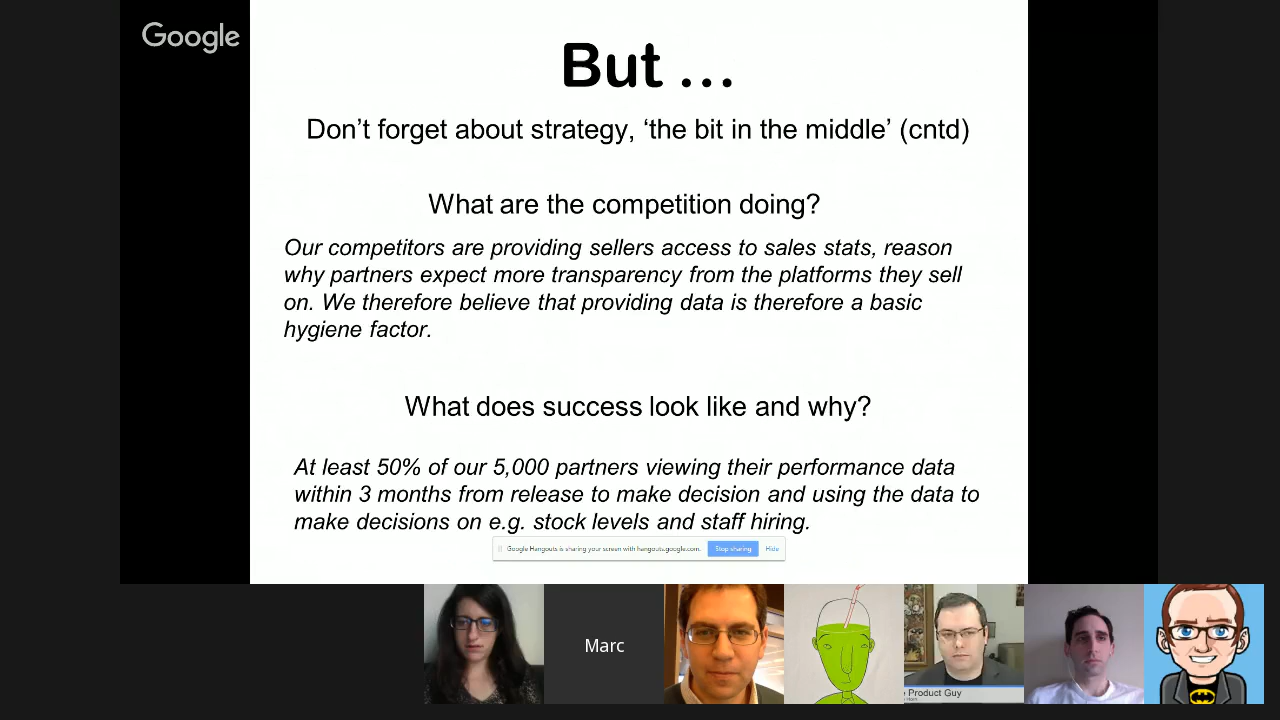 Google
But ...
Don't forget about strategy, 'the bit in the middle' (cntd)
What are the competition doing?
Our competitors are providing sellers access to sales stats, reason
why partners expect more transparency from the platforms they sell
on. We therefore believe that providing data is therefore a basic
hygiene factor.
What does success look like and why?
At least 50% of our 5,000 partners viewing their performance data
within 3 months from release to make decision and using the data to
make decisions on e.g. stock levels and staff hiring.
Google Hangouts is sharing your screen with hangouts.google.com. Stop sharing Hide
Marc
Product Guy